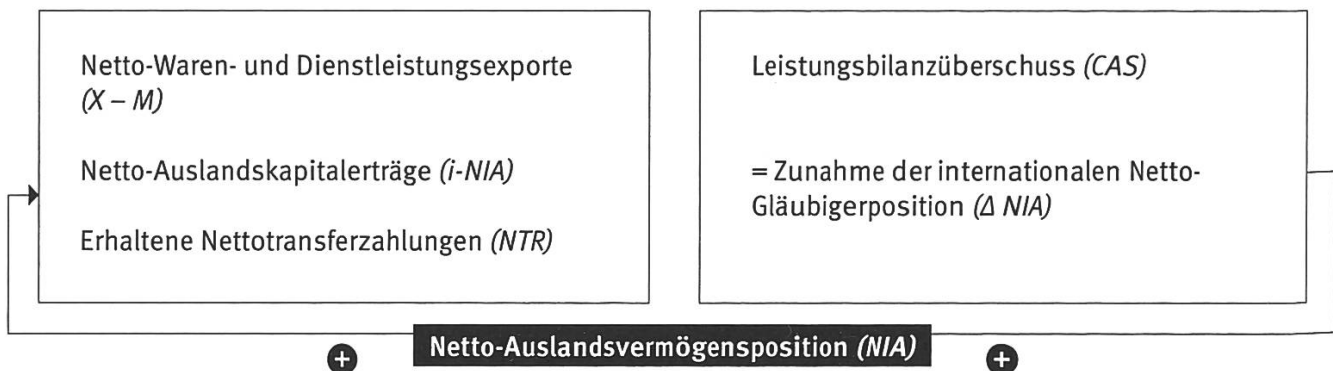 Netto-Waren- und Dienstleistungsexporte
(X – M)
Netto-Auslandskapitalerträge (i-NIA)
Erhaltene Nettotransferzahlungen (NTR)
Leistungsbilanzüberschuss (CAS)
= Zunahme der internationalen Netto-
Gläubigerposition (Δ NIA)
+ Netto-Auslandsvermögensposition (NIA) +